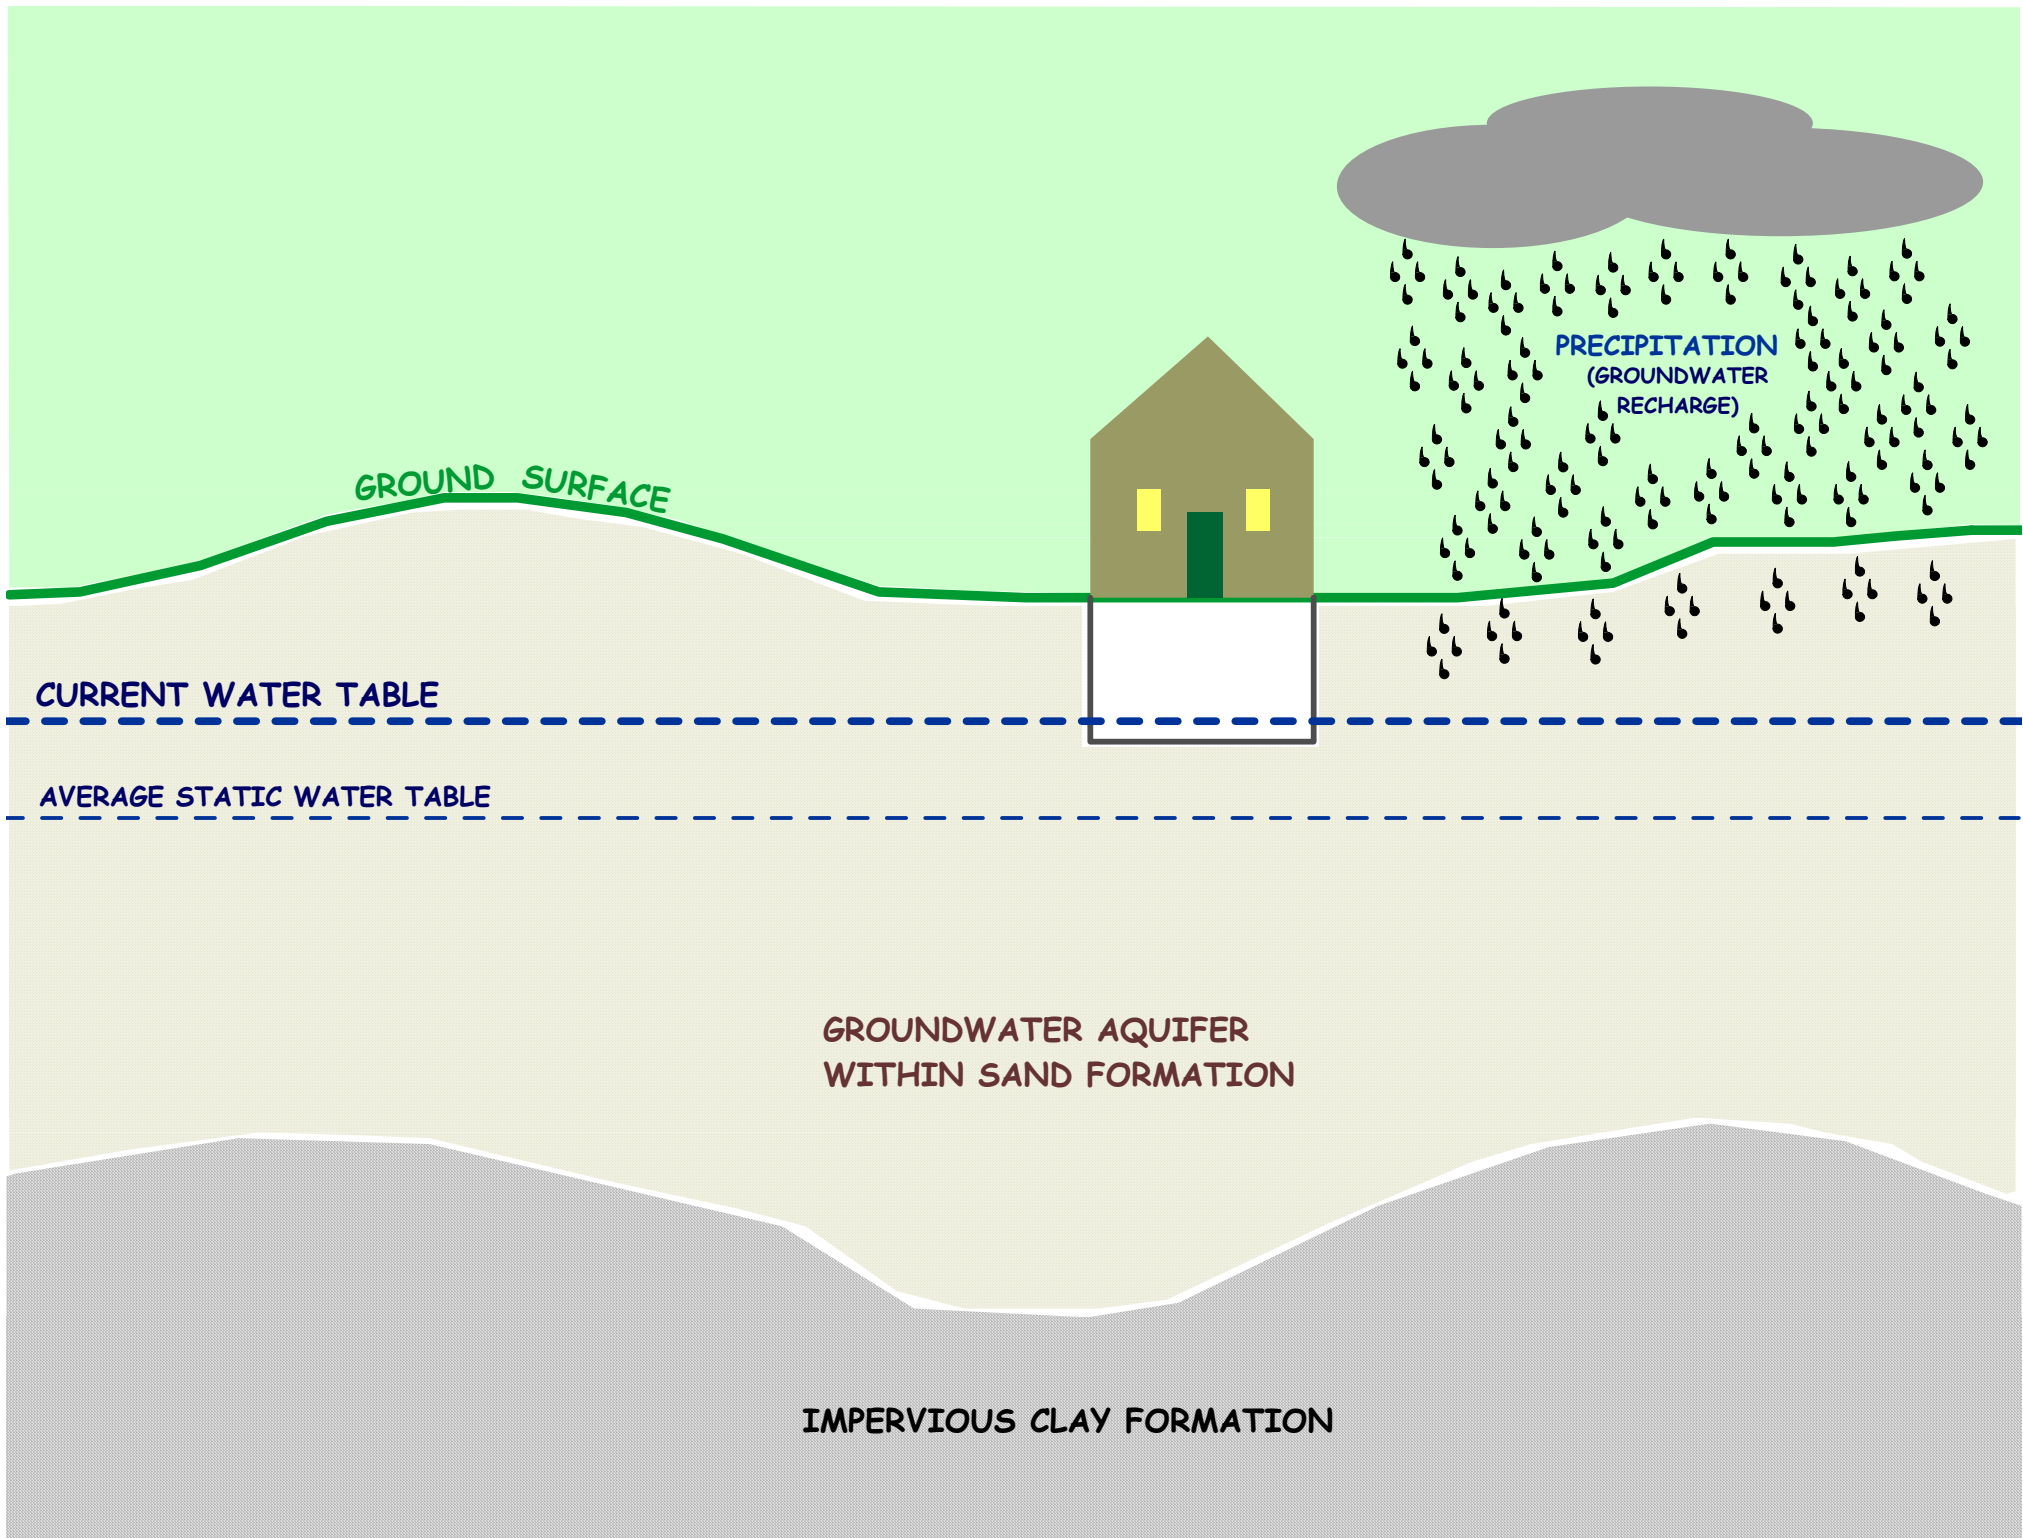 PRECIPITATION
(GROUNDWATER
RECHARGE)
GROUND SURFACE
CURRENT WATER TABLE
AVERAGE STATIC WATER TABLE
GROUNDWATER AQUIFER
WITHIN SAND FORMATION
IMPERVIOUS CLAY FORMATION